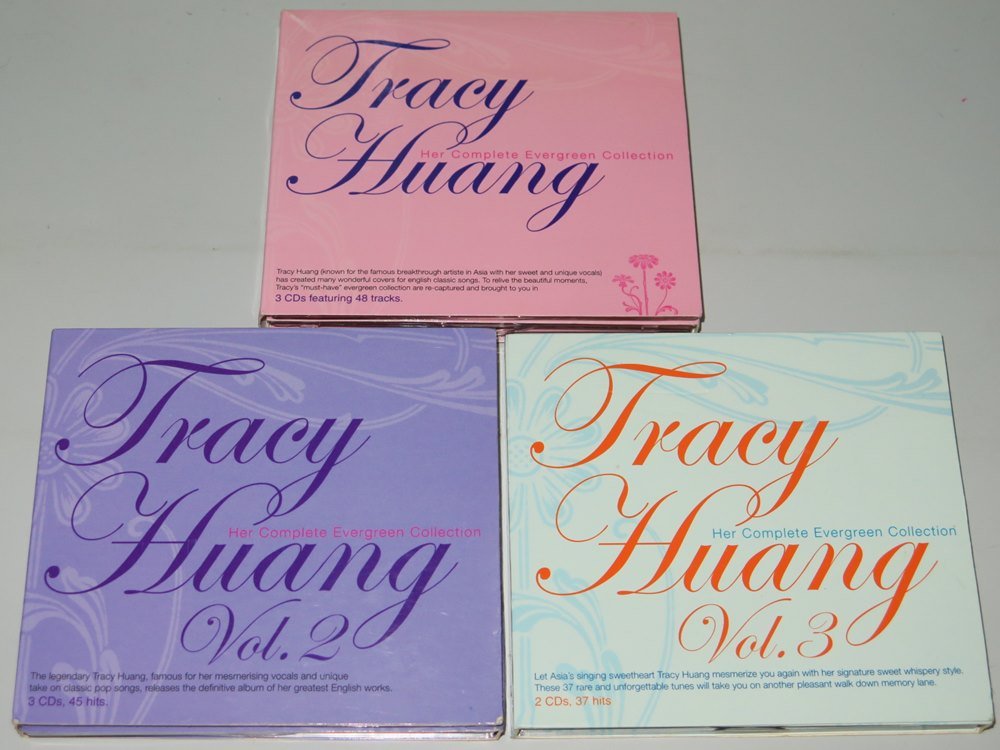 Tracy
Huang
Her Complete Evergreen Collection
Tracy Huang (known for the famous breakthrough artiste in Asia with her sweet and unique vocals)
has created many wonderful covers for english classic songs. To relive the beautiful moments,
Tracy's "must-have" evergreen collection are re-captured and brought to you in
3 CDs featuring 48 tracks.
Tracy
Huang
Her Complete Evergreen Collection
Vol. 2
The legendary Tracy Huang, famous for her mesmerising vocals and unique
take on classic pop songs, releases the definitive album of her greatest English works.
3 CDs, 45 hits.
Tracy
Huang
Her Complete Evergreen Collection
Vol. 3
Let Asia's singing sweetheart Tracy Huang mesmerize you again with her signature sweet whispery style.
These 37 rare and unforgettable tunes will take you on another pleasant walk down memory lane.
2 CDs, 37 hits